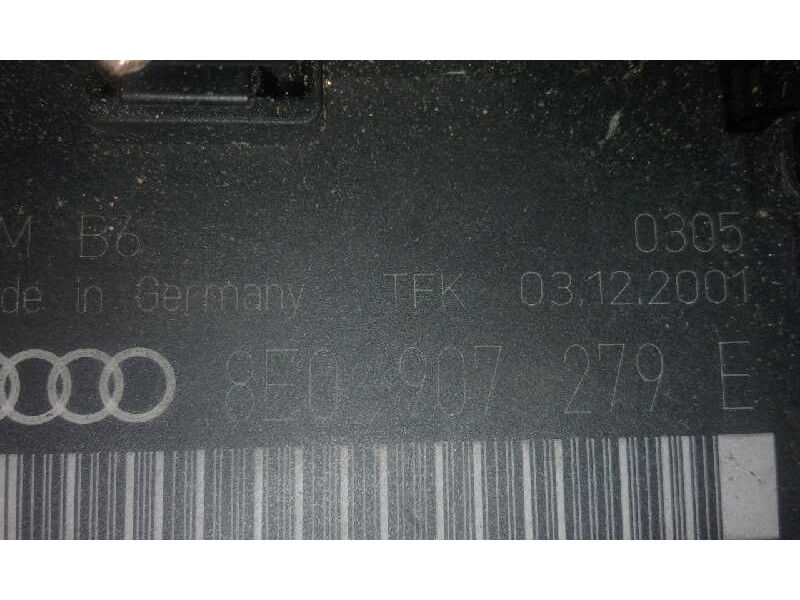 M B6 0305
de in Germany TFK 03.12.2001
8E0 907 279 E